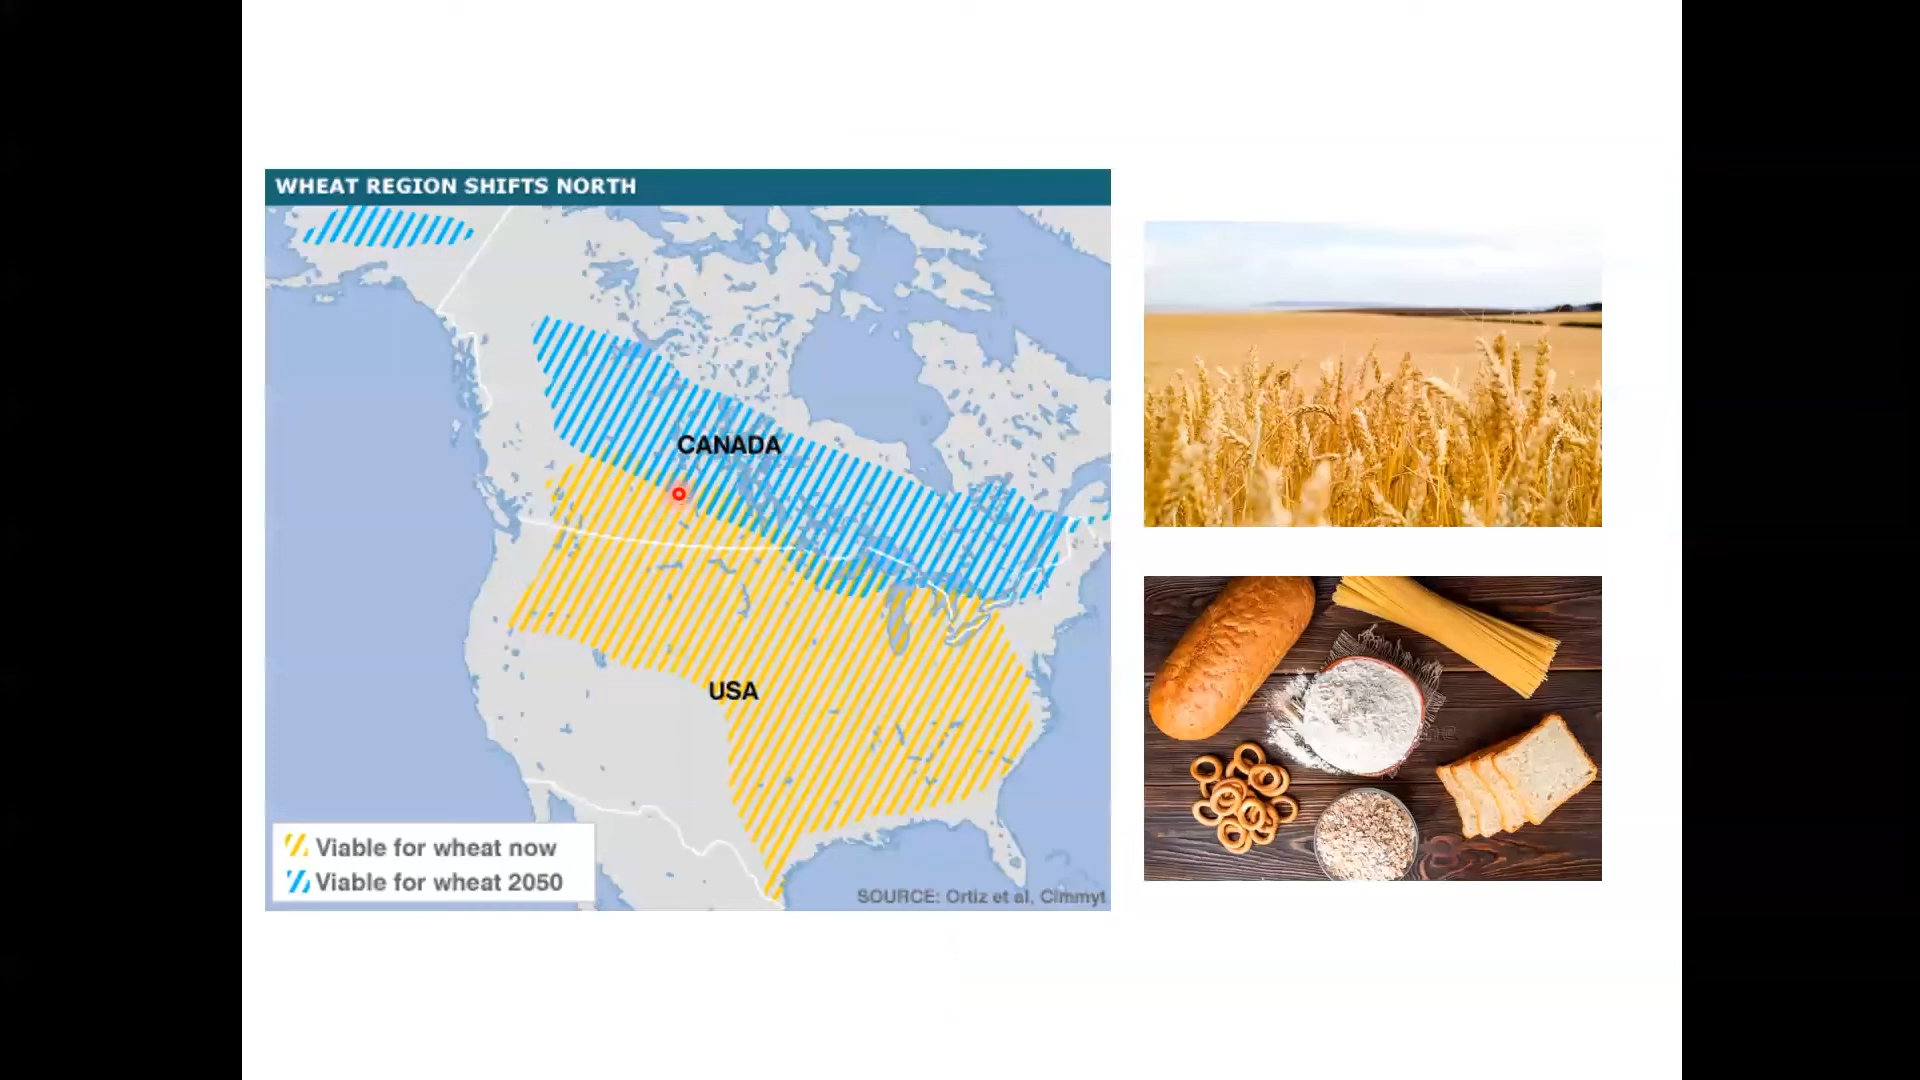 WHEAT REGION SHIFTS NORTH
CANADA
USA
Viable for wheat now
Viable for wheat 2050
SOURCE: Ortiz et al, Cimmyt